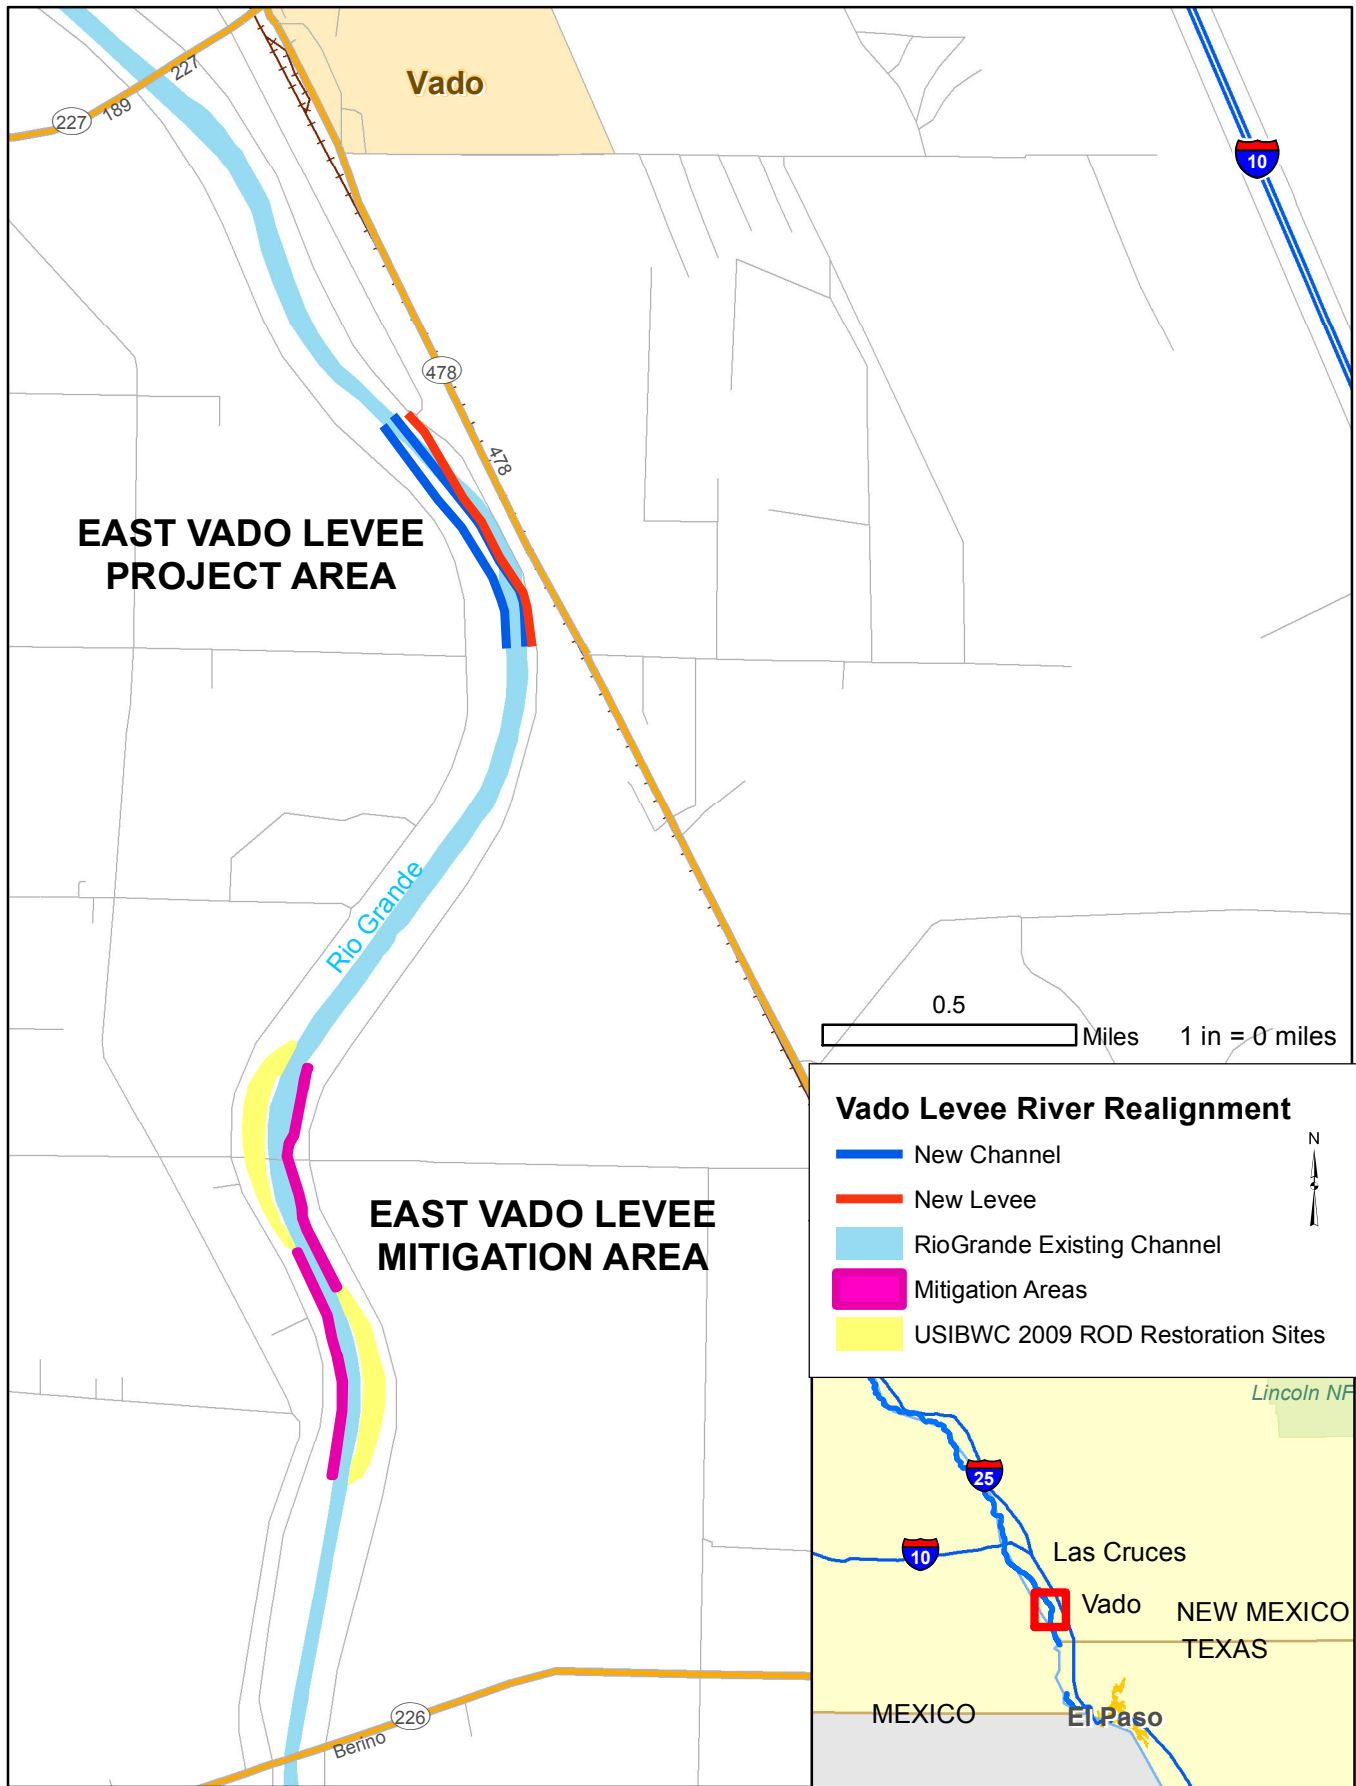 Vado
227
189
227
10
478
478
EAST VADO LEVEE
PROJECT AREA
Rio Grande
0.5
Miles 1 in = 0 miles
Vado Levee River Realignment
N
New Channel
New Levee
RioGrande Existing Channel
Mitigation Areas
USIBWC 2009 ROD Restoration Sites
EAST VADO LEVEE
MITIGATION AREA
Lincoln NF
25
10
Las Cruces
Vado
NEW MEXICO
TEXAS
MEXICO
El Paso
226
Berino